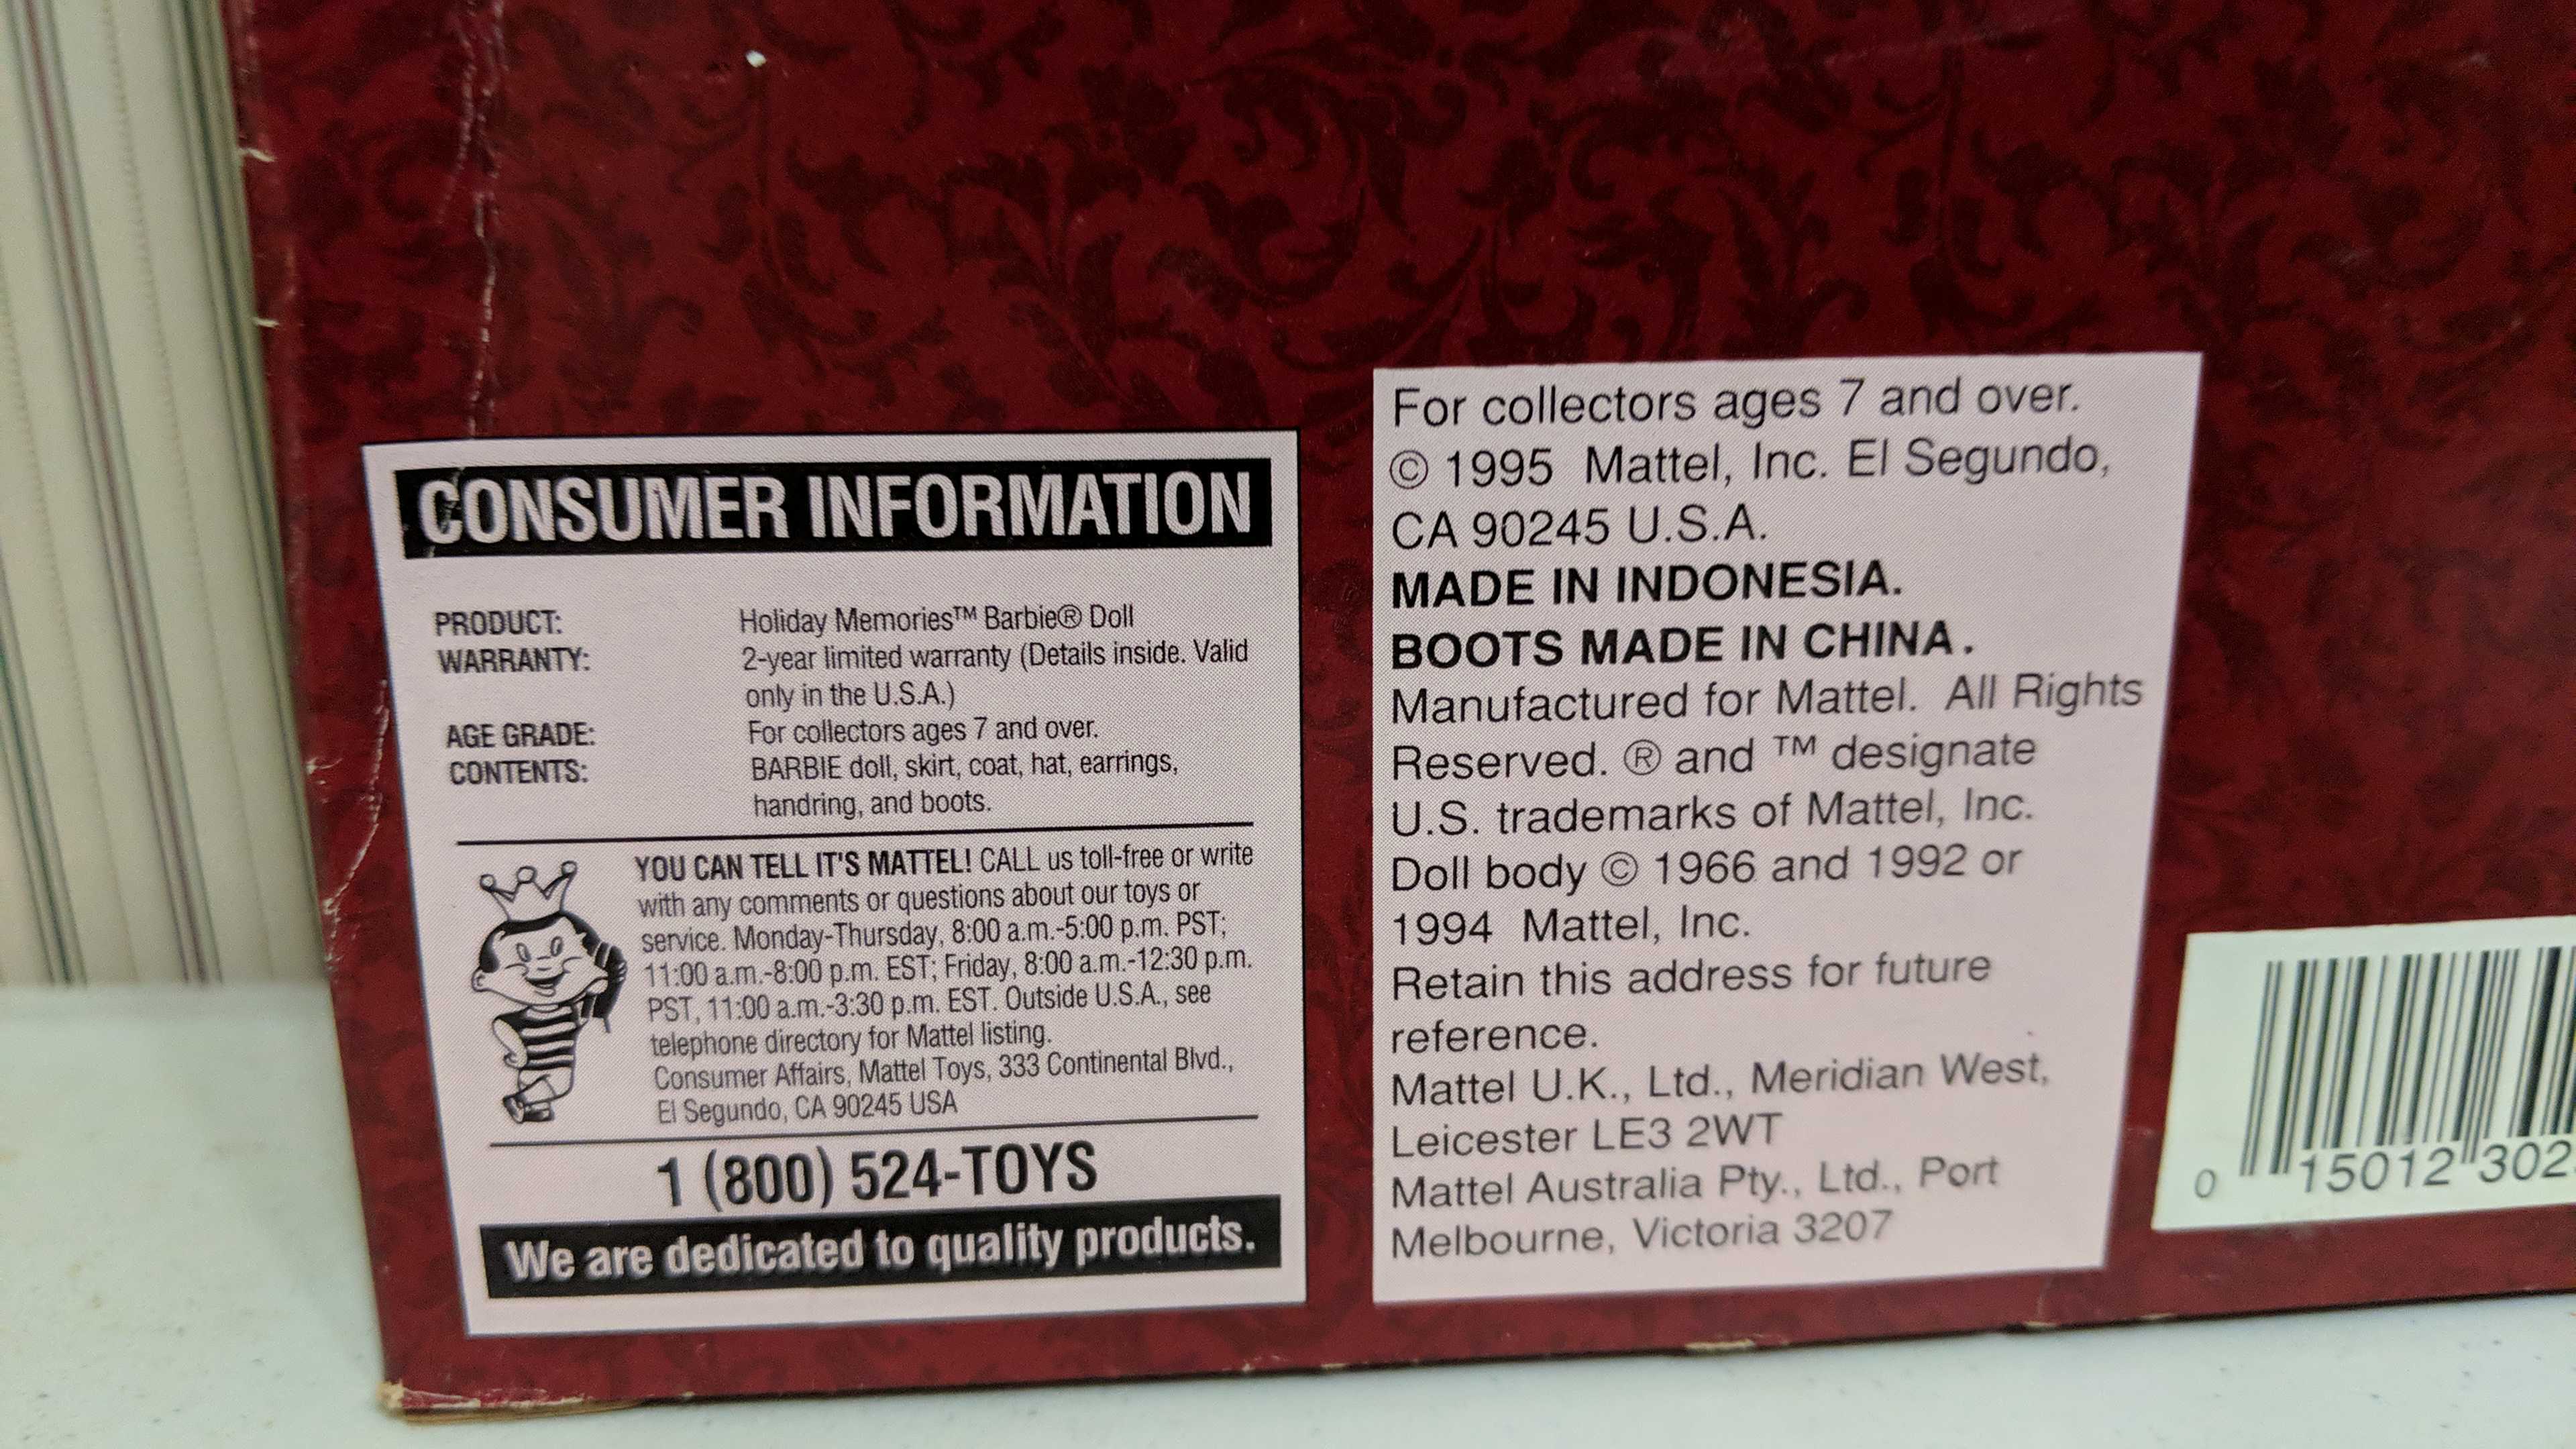 CONSUMER INFORMATION
PRODUCT: Holiday Memories™ Barbie® Doll
WARRANTY: 2-year limited warranty (Details inside. Valid
only in the U.S.A.)
AGE GRADE: For collectors ages 7 and over.
CONTENTS: BARBIE doll, skirt, coat, hat, earrings,
handring, and boots.
YOU CAN TELL IT'S MATTEL! CALL us toll-free or write
with any comments or questions about our toys or
service. Monday-Thursday, 8:00 a.m.-5:00 p.m. PST;
11:00 a.m.-8:00 p.m. EST; Friday, 8:00 a.m.-12:30 p.m.
PST, 11:00 a.m.-3:30 p.m. EST. Outside U.S.A., see
telephone directory for Mattel listing.
Consumer Affairs, Mattel Toys, 333 Continental Blvd.,
El Segundo, CA 90245 USA
1 (800) 524-TOYS
We are dedicated to quality products.
For collectors ages 7 and over.
© 1995 Mattel, Inc. El Segundo,
CA 90245 U.S.A.
MADE IN INDONESIA.
BOOTS MADE IN CHINA.
Manufactured for Mattel. All Rights
Reserved. ® and ™ designate
U.S. trademarks of Mattel, Inc.
Doll body © 1966 and 1992 or
1994 Mattel, Inc.
Retain this address for future
reference.
Mattel U.K., Ltd., Meridian West,
Leicester LE3 2WT
Mattel Australia Pty., Ltd., Port
Melbourne, Victoria 3207
0 15012 302